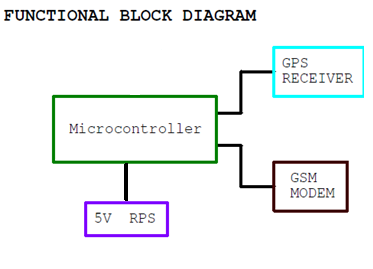 FUNCTIONAL BLOCK DIAGRAM
GPS
RECEIVER
Microcontroller
GSM
MODEM
5V RPS